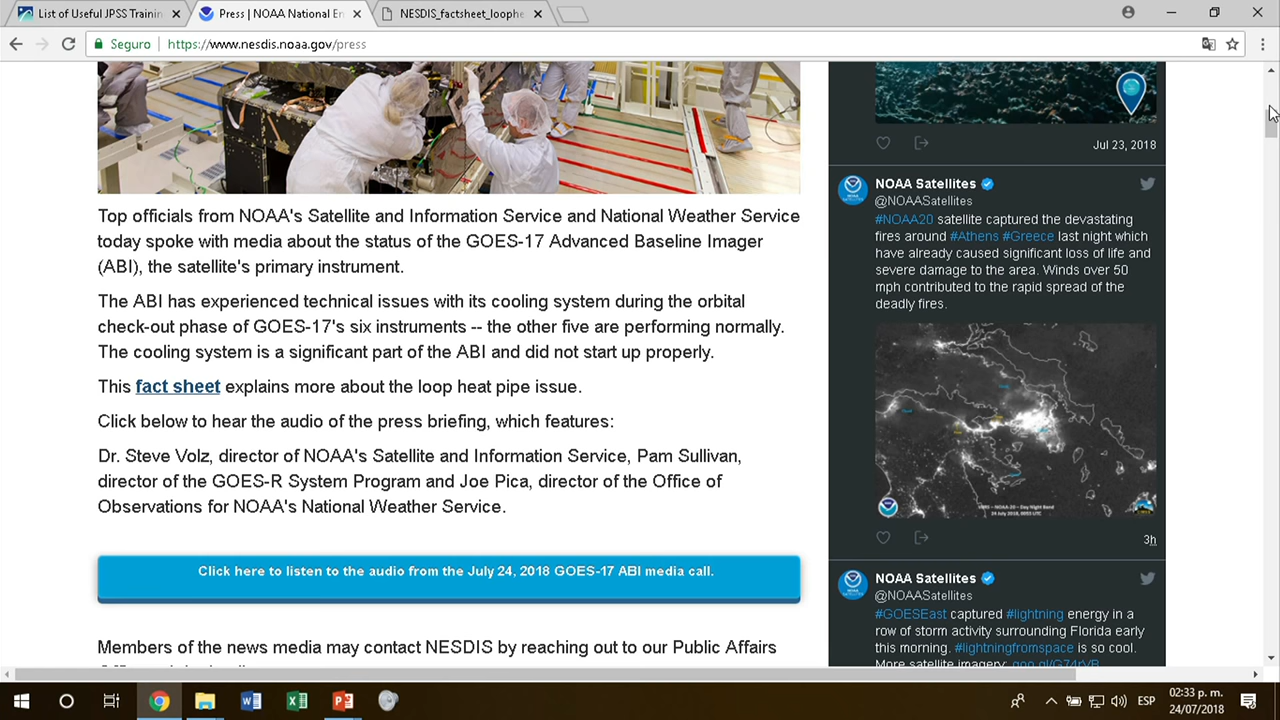 List of Useful JPSS Trainin
Press | NOAA National En
NESDIS_factsheet_loophe
Seguro
https://www.nesdis.noaa.gov/press
Top officials from NOAA's Satellite and Information Service and National Weather Service
today spoke with media about the status of the GOES-17 Advanced Baseline Imager
(ABI), the satellite's primary instrument.
The ABI has experienced technical issues with its cooling system during the orbital
check-out phase of GOES-17's six instruments -- the other five are performing normally.
The cooling system is a significant part of the ABI and did not start up properly.
This fact sheet explains more about the loop heat pipe issue.
Click below to hear the audio of the press briefing, which features:
Dr. Steve Volz, director of NOAA's Satellite and Information Service, Pam Sullivan,
director of the GOES-R System Program and Joe Pica, director of the Office of
Observations for NOAA's National Weather Service.
Click here to listen to the audio from the July 24, 2018 GOES-17 ABI media call.
Members of the news media may contact NESDIS by reaching out to our Public Affairs
Jul 23, 2018
NOAA Satellites
@NOAASatellites
#NOAA20 satellite captured the devastating
fires around #Athens #Greece last night which
have already caused significant loss of life and
severe damage to the area. Winds over 50
mph contributed to the rapid spread of the
deadly fires.
3h
NOAA Satellites
@NOAASatellites
#GOESEast captured #lightning energy in a
row of storm activity surrounding Florida early
this morning. #lightningfromspace is so cool.
More satellite imagery: goo.gl/G74rVB
ESP
02:33 p. m.
24/07/2018